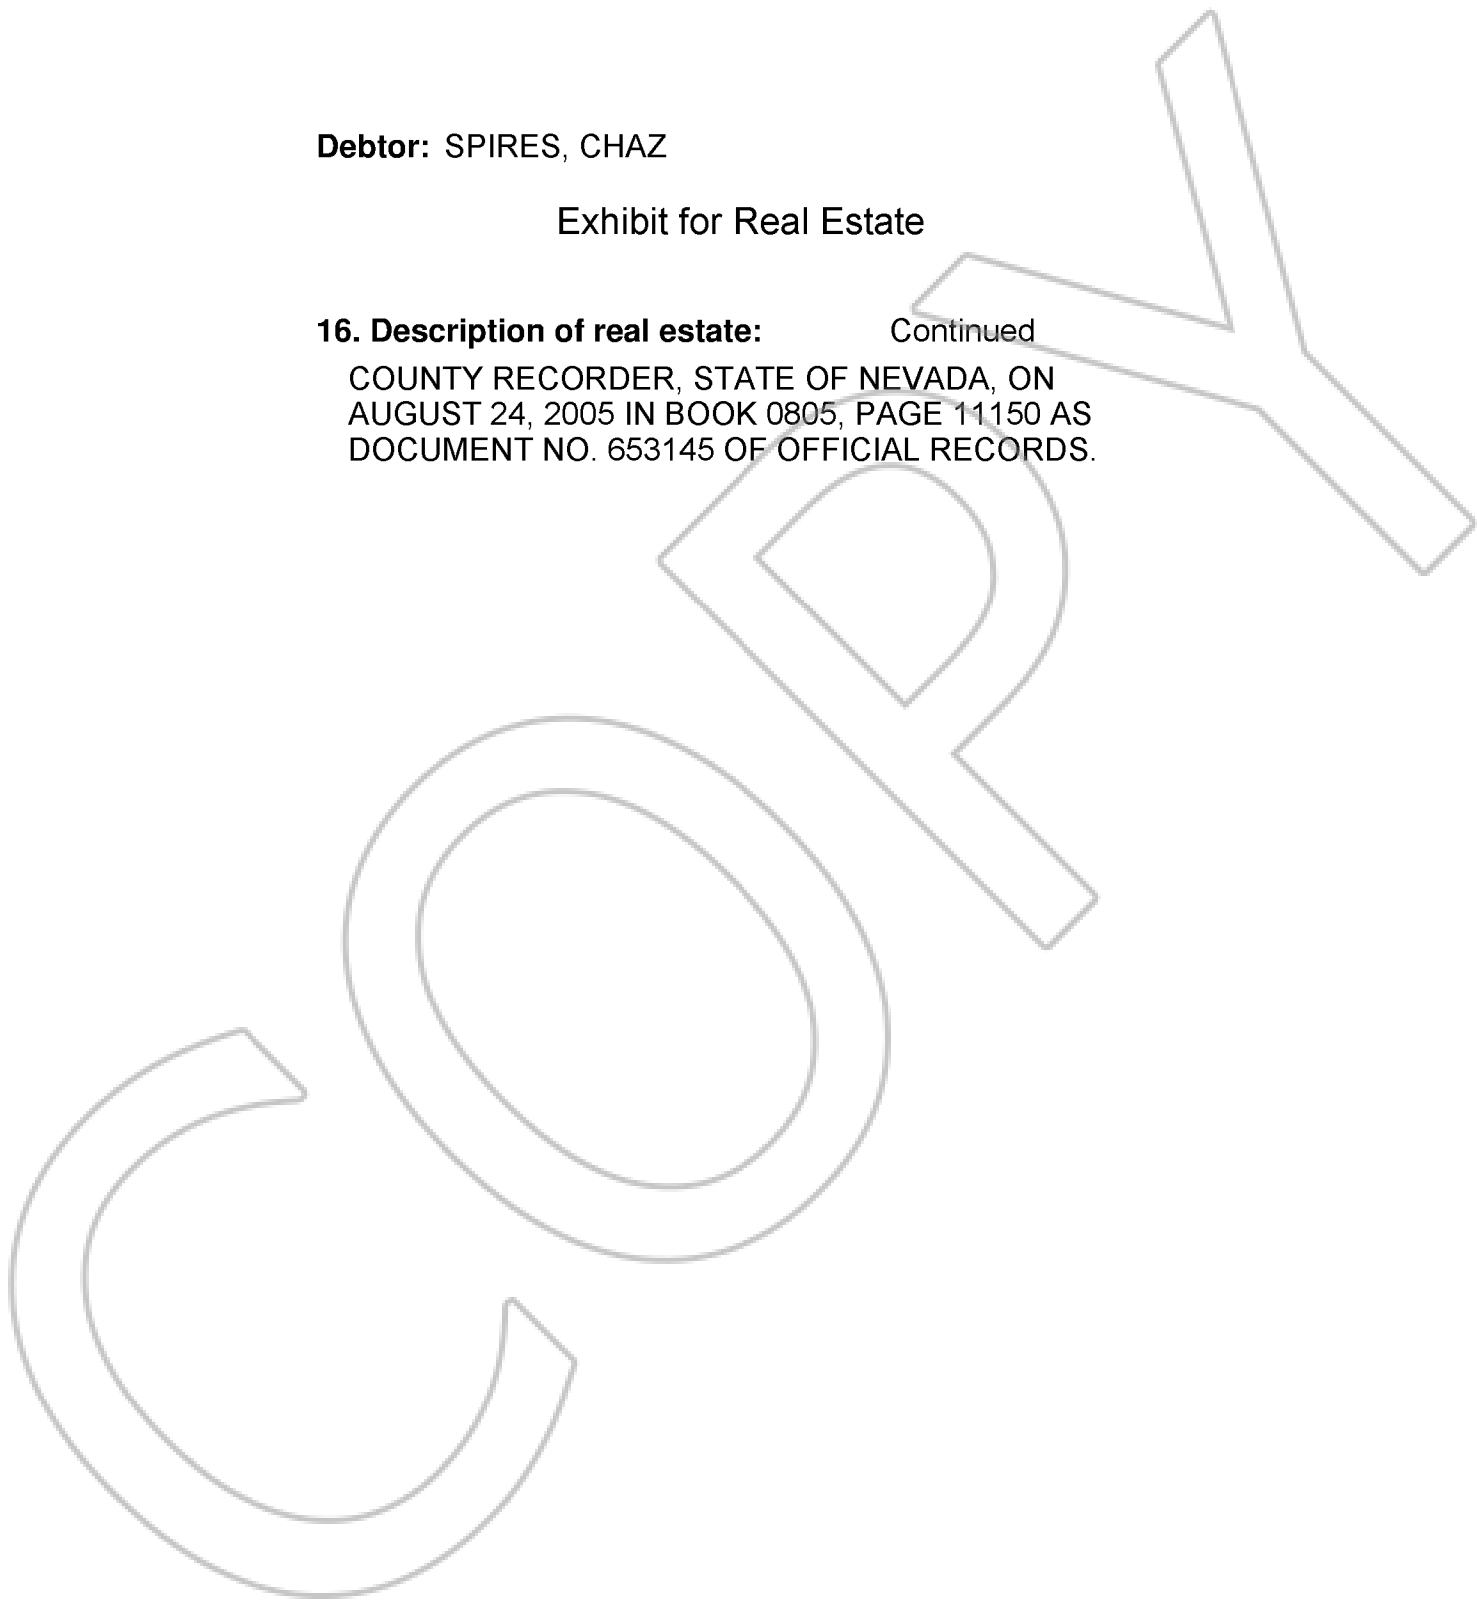 Debtor: SPIRES, CHAZ
Exhibit for Real Estate
16. Description of real estate: Continued
COUNTY RECORDER, STATE OF NEVADA, ON
AUGUST 24, 2005 IN BOOK 0805, PAGE 11150 AS
DOCUMENT NO. 653145 OF OFFICIAL RECORDS.
COPY